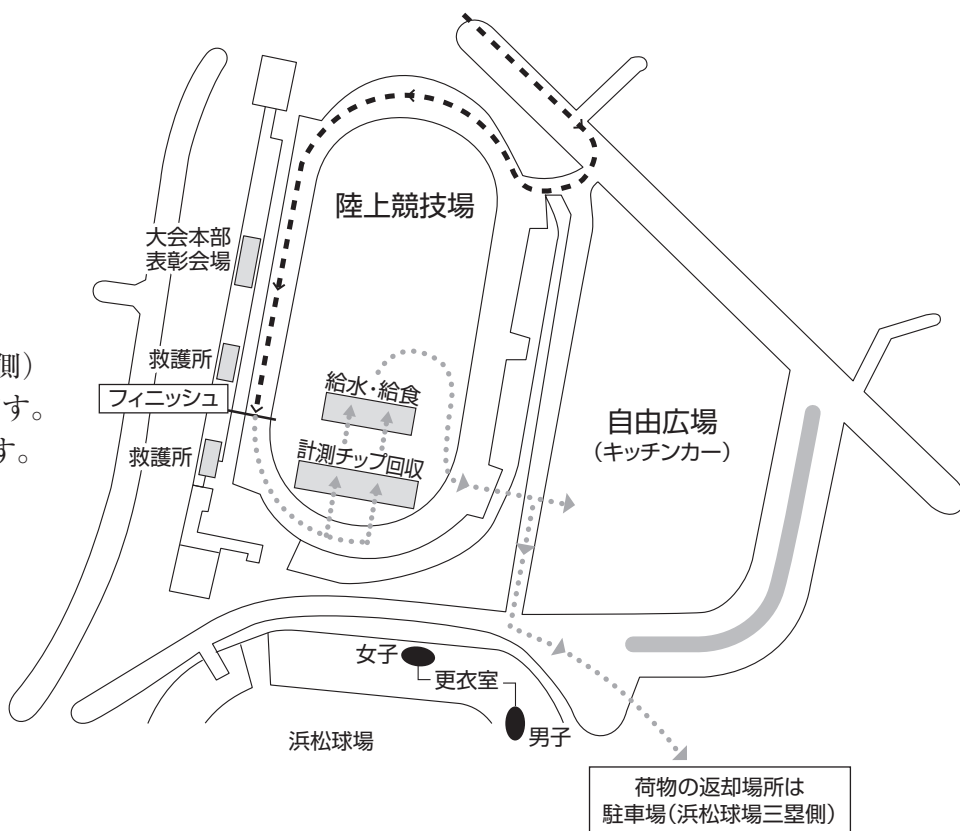 陸上競技場
大会本部
表彰会場
側)
す。
す。
救護所
フィニッシュ
救護所
給水・給食
計測チップ回収
自由広場
(キッチンカー)
女子
更衣室
男子
浜松球場
荷物の返却場所は
駐車場(浜松球場三塁側)